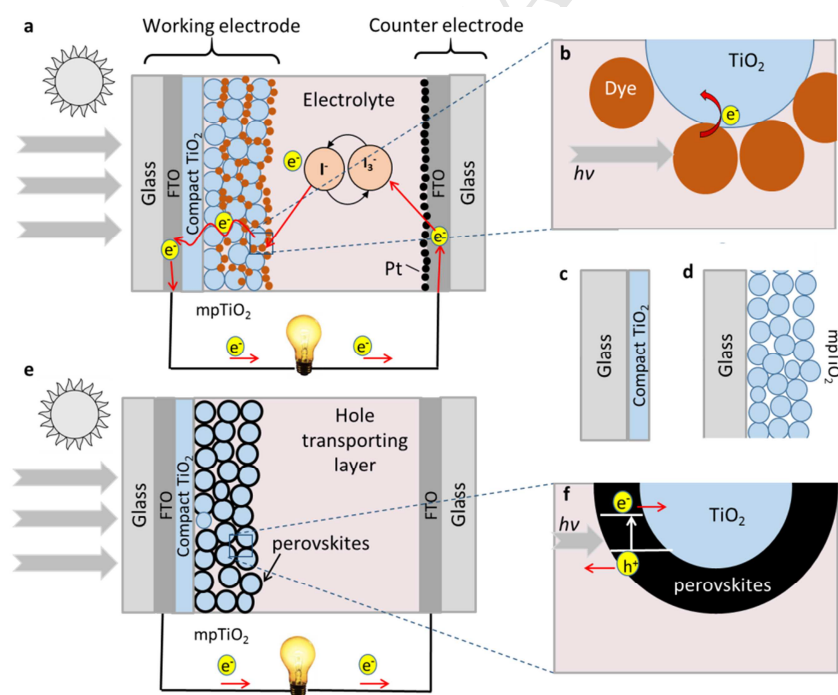 a
Working electrode
Counter electrode
Glass
FTO
Compact TiO2
Electrolyte
e-
I-
I3-
e-
e-
e-
Pt
FTO
Glass
mpTiO2
e-
e-
b
TiO2
Dye
e-
hν
c
Glass
Compact TiO2
d
Glass
mpTiO2
e
Glass
FTO
Compact TiO2
Hole
transporting
layer
perovskites
FTO
Glass
mpTiO2
e-
e-
f
e-
hν
TiO2
h+
perovskites